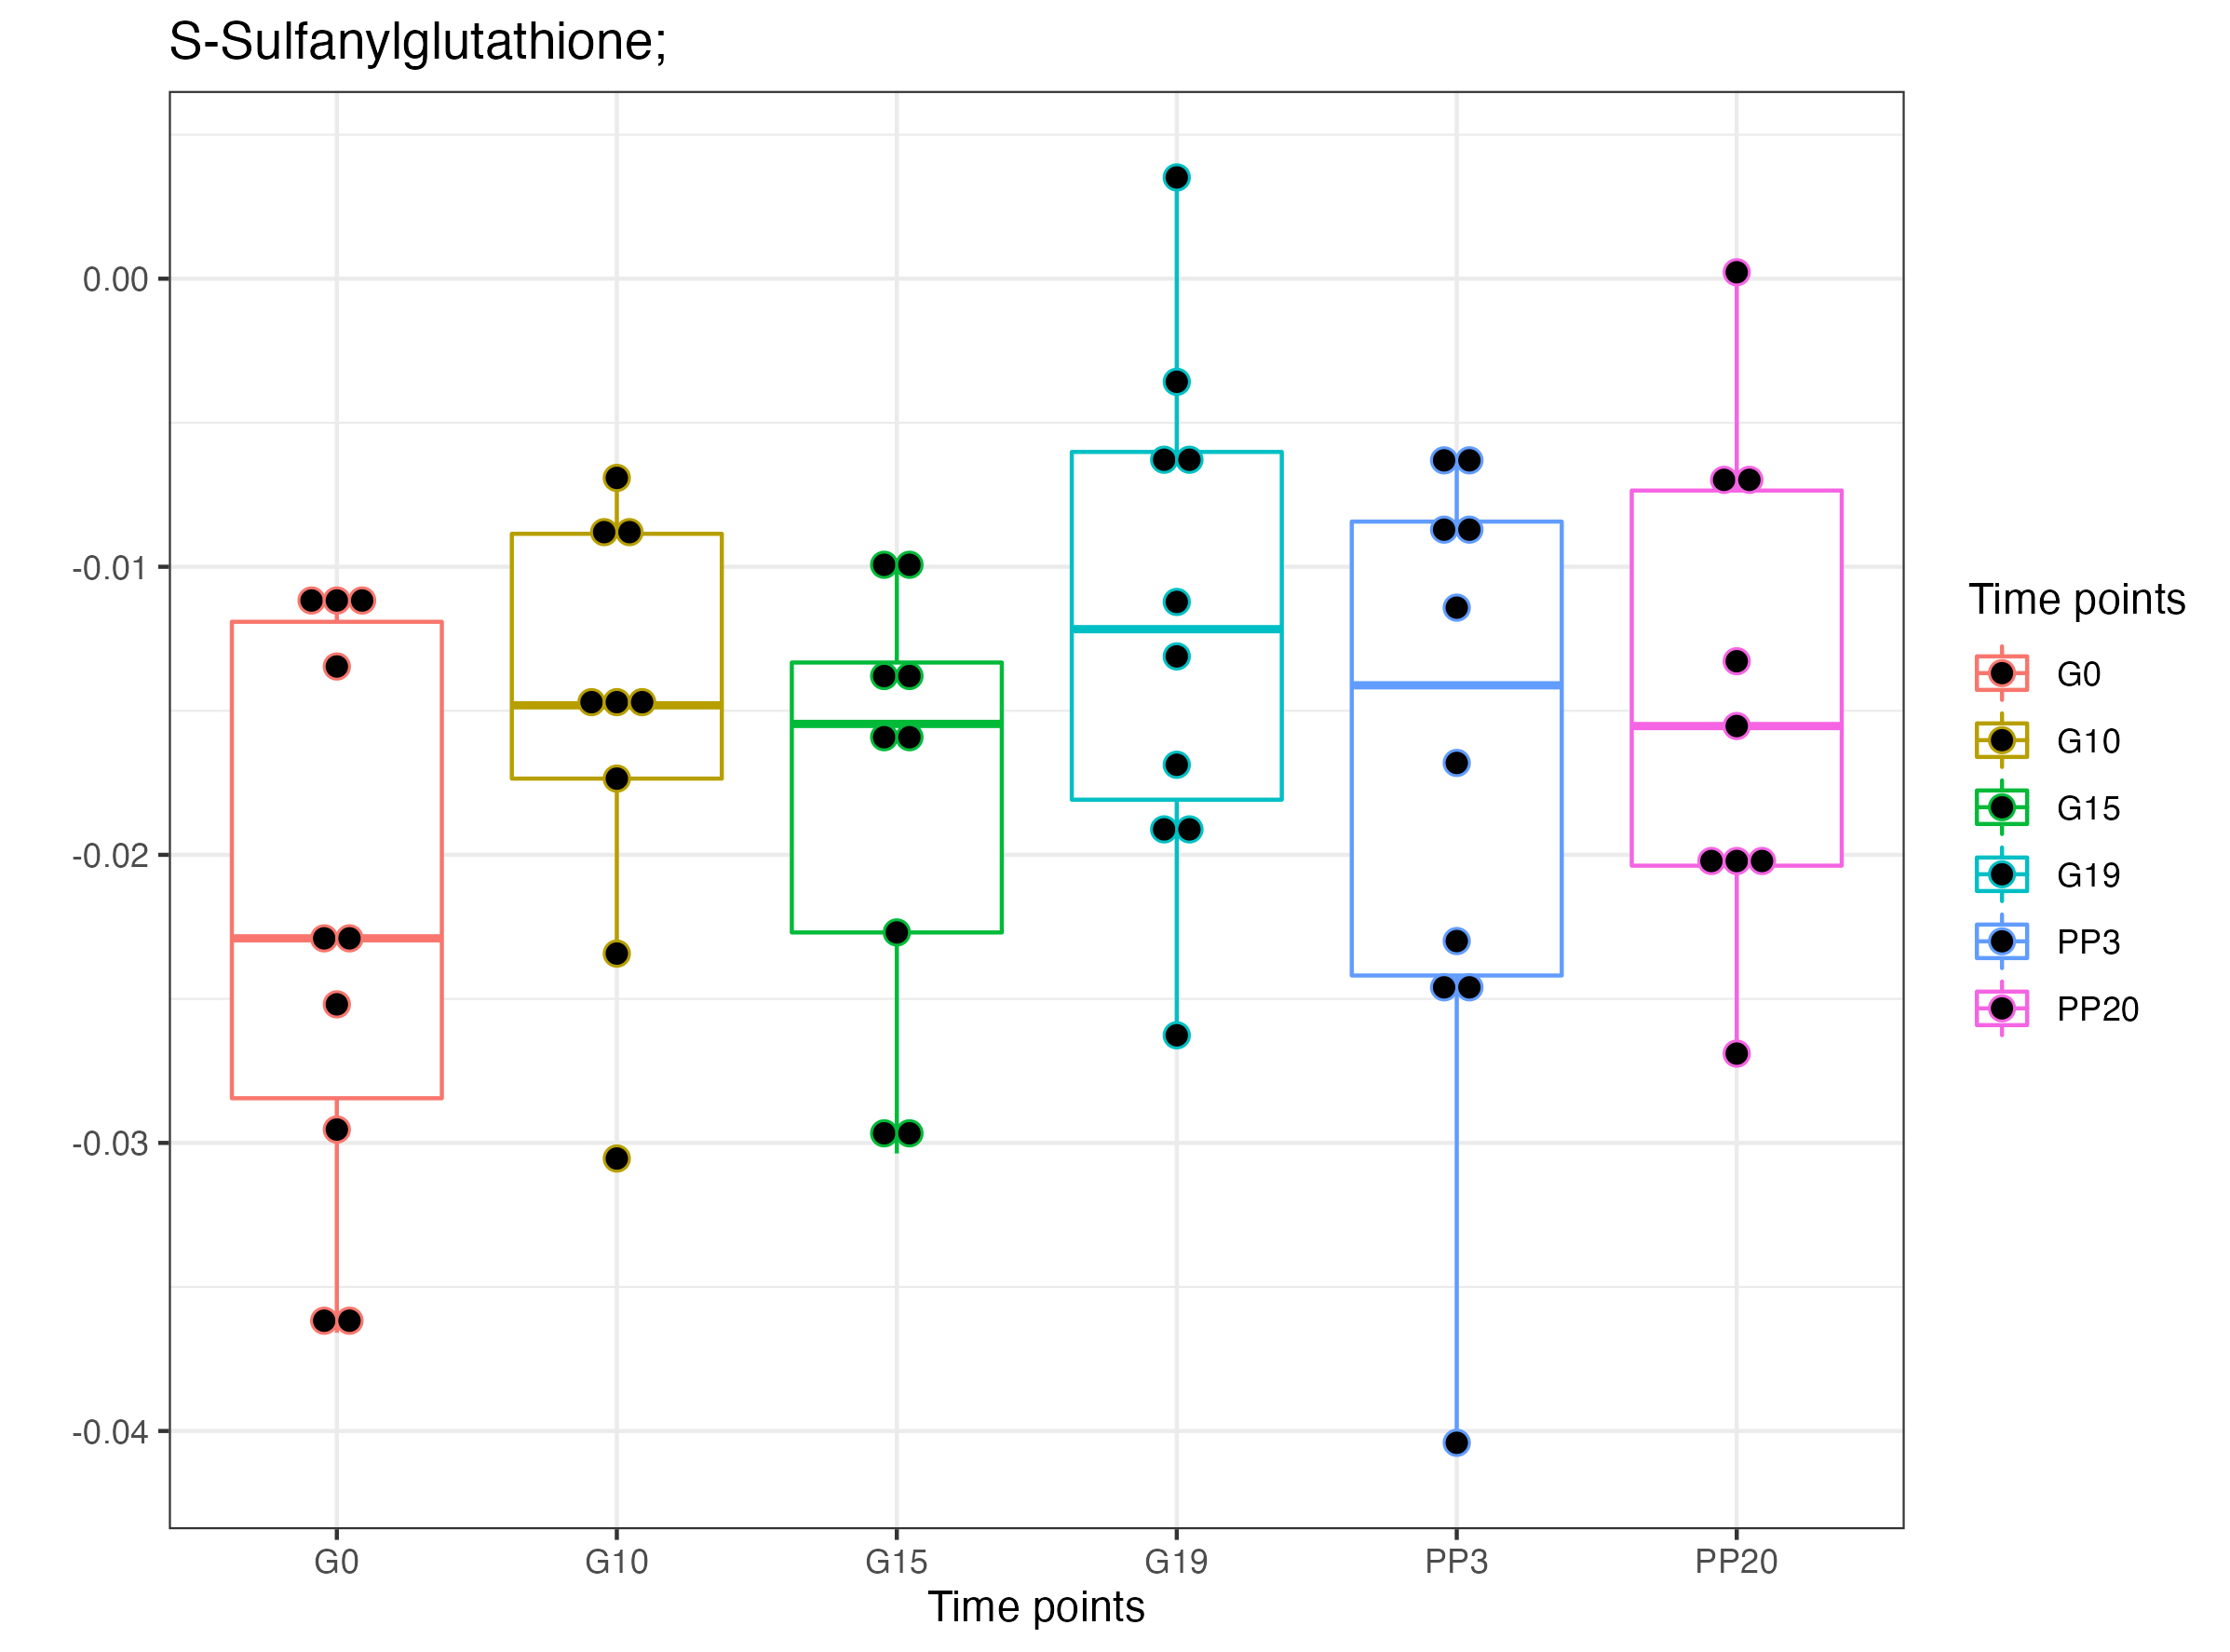 S-Sulfanylglutathione;
0.00
-0.01
-0.02
-0.03
-0.04
G0 G10 G15 G19 PP3 PP20
Time points
Time points
G0
G10
G15
G19
PP3
PP20